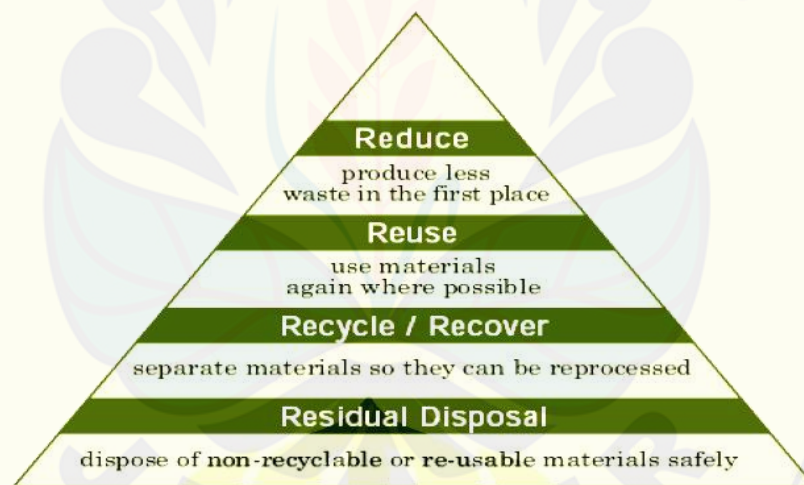 Reduce
produce less
waste in the first place
Reuse
use materials
again where possible
Recycle / Recover
separate materials so they can be reprocessed
Residual Disposal
dispose of non-recyclable or re-usable materials safely